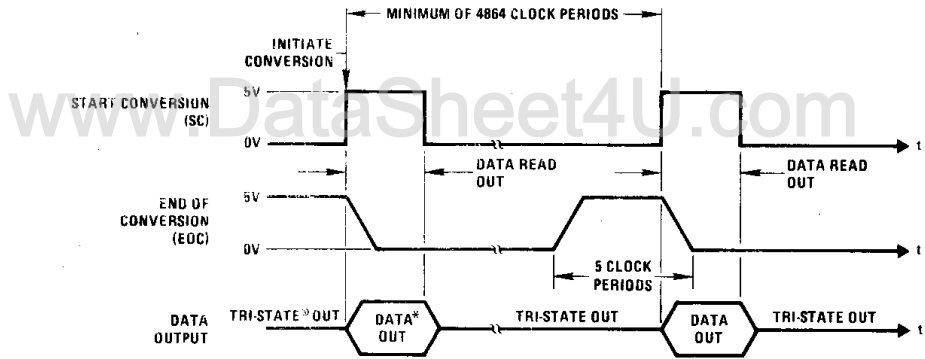 MINIMUM OF 4864 CLOCK PERIODS
INITIATE
CONVERSION
START CONVERSION
(SC)
5V
0V
t
DATA READ
OUT
DATA READ
OUT
www.DataSheet4U.com
END OF
CONVERSION
(EOC)
5V
0V
t
5 CLOCK
PERIODS
DATA
OUTPUT
TRI-STATE® OUT
DATA*
OUT
TRI-STATE OUT
DATA
OUT
TRI-STATE OUT
t